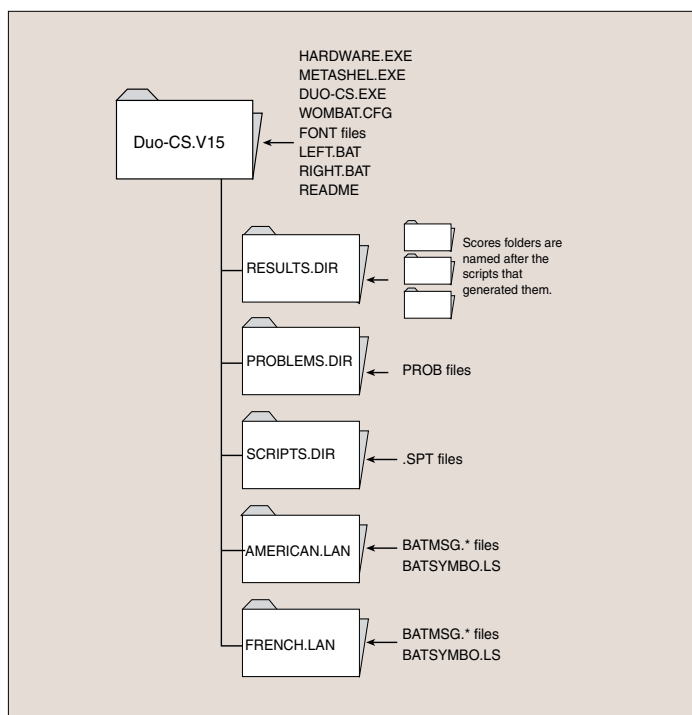 HARDWARE.EXE
METASHEL.EXE
DUO-CS.EXE
WOMBAT.CFG
FONT files
LEFT.BAT
RIGHT.BAT
README
Duo-CS.V15
RESULTS.DIR
Scores folders are
named after the
scripts that
generated them.
PROBLEMS.DIR
PROB files
SCRIPTS.DIR
.SPT files
AMERICAN.LAN
BATMSG.* files
BATSYMBO.LS
FRENCH.LAN
BATMSG.* files
BATSYMBO.LS